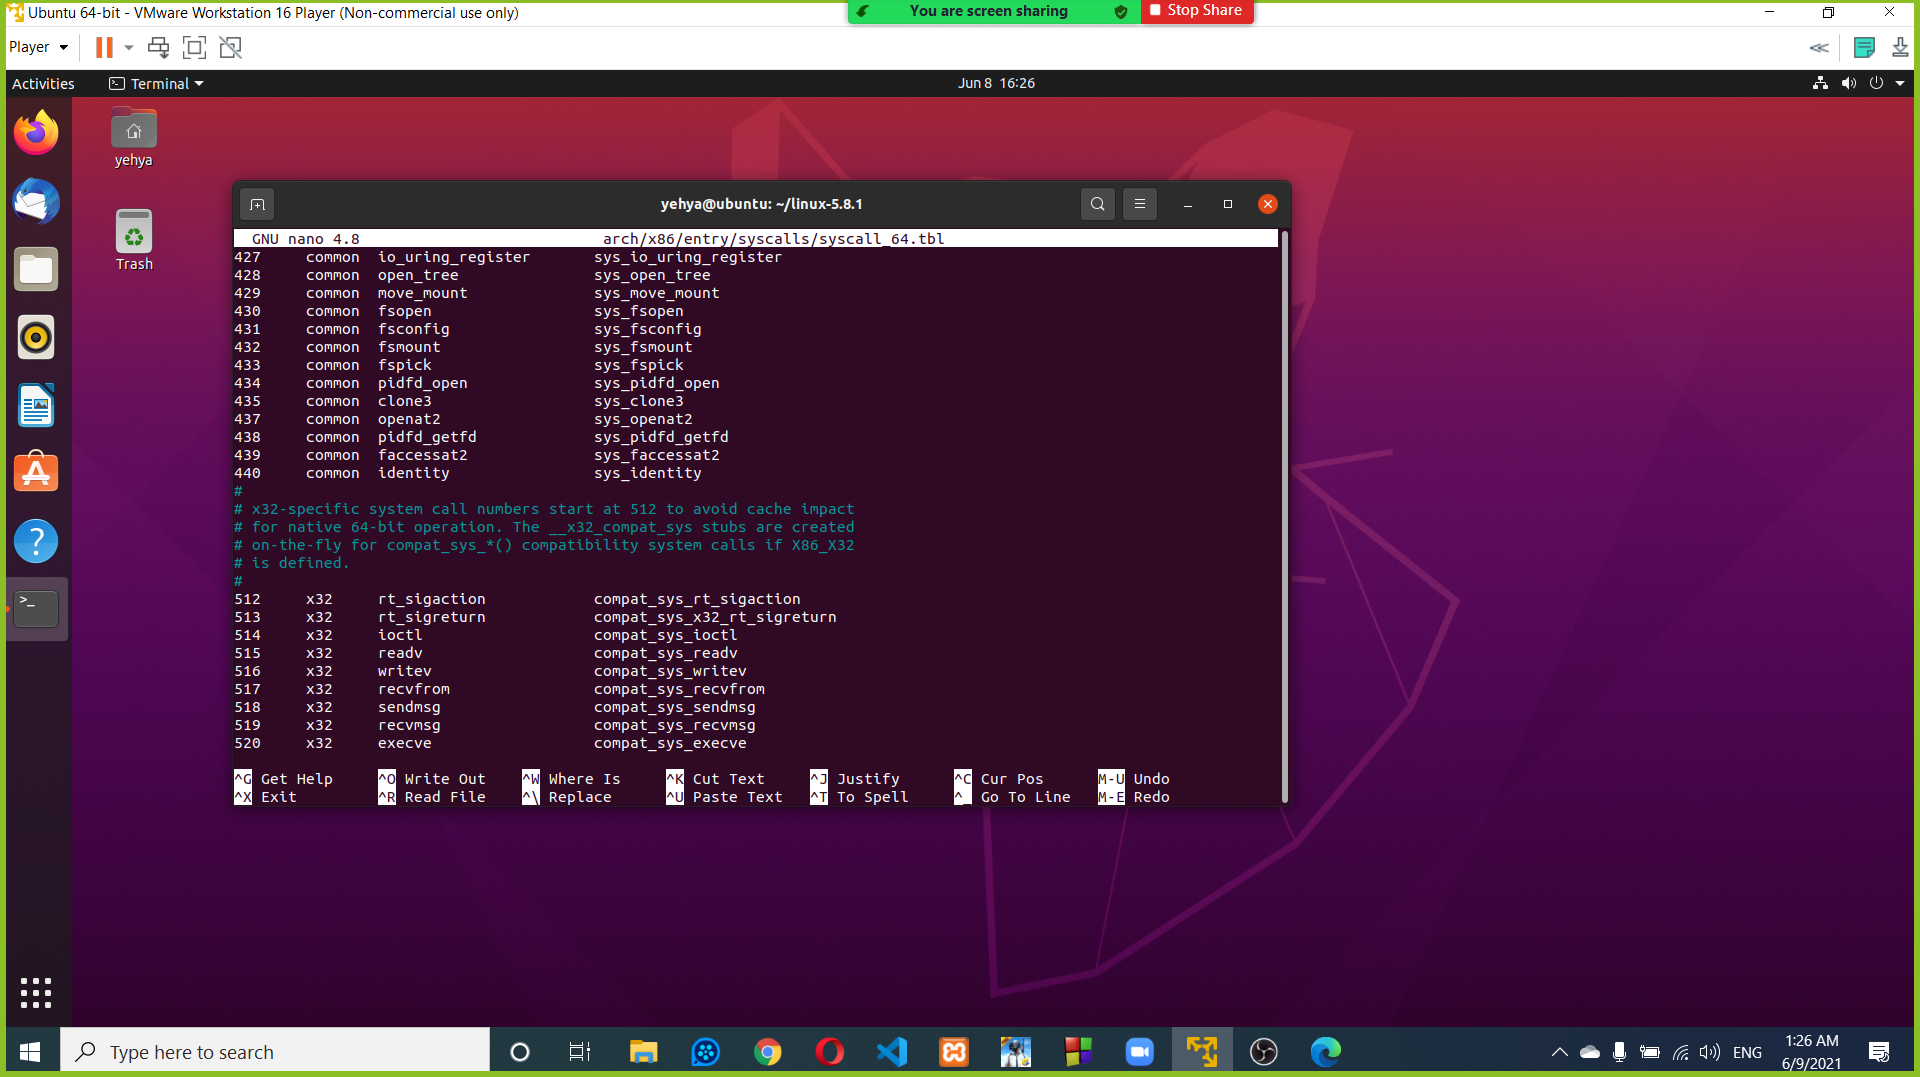 Ubuntu 64-bit - VMware Workstation 16 Player (Non-commercial use only)
You are screen sharing
Stop Share
Player
Activities
Terminal
Jun 8 16:26
yehya
Trash
yehya@ubuntu: ~/linux-5.8.1
GNU nano 4.8 arch/x86/entry/syscalls/syscall_64.tbl
427 common io_uring_register sys_io_uring_register
428 common open_tree sys_open_tree
429 common move_mount sys_move_mount
430 common fsopen sys_fsopen
431 common fsconfig sys_fsconfig
432 common fsmount sys_fsmount
433 common fspick sys_fspick
434 common pidfd_open sys_pidfd_open
435 common clone3 sys_clone3
437 common openat2 sys_openat2
438 common pidfd_getfd sys_pidfd_getfd
439 common faccessat2 sys_faccessat2
440 common identity sys_identity
#
# x32-specific system call numbers start at 512 to avoid cache impact
# for native 64-bit operation. The __x32_compat_sys stubs are created
# on-the-fly for compat_sys_*() compatibility system calls if X86_X32
# is defined.
#
512 x32 rt_sigaction compat_sys_rt_sigaction
513 x32 rt_sigreturn compat_sys_x32_rt_sigreturn
514 x32 ioctl compat_sys_ioctl
515 x32 readv compat_sys_readv
516 x32 writev compat_sys_writev
517 x32 recvfrom compat_sys_recvfrom
518 x32 sendmsg compat_sys_sendmsg
519 x32 recvmsg compat_sys_recvmsg
520 x32 execve compat_sys_execve
^G Get Help ^O Write Out ^W Where Is ^K Cut Text ^J Justify ^C Cur Pos M-U Undo
^X Exit ^R Read File ^\ Replace ^U Paste Text ^T To Spell ^_ Go To Line M-E Redo
Type here to search
ENG
1:26 AM
6/9/2021